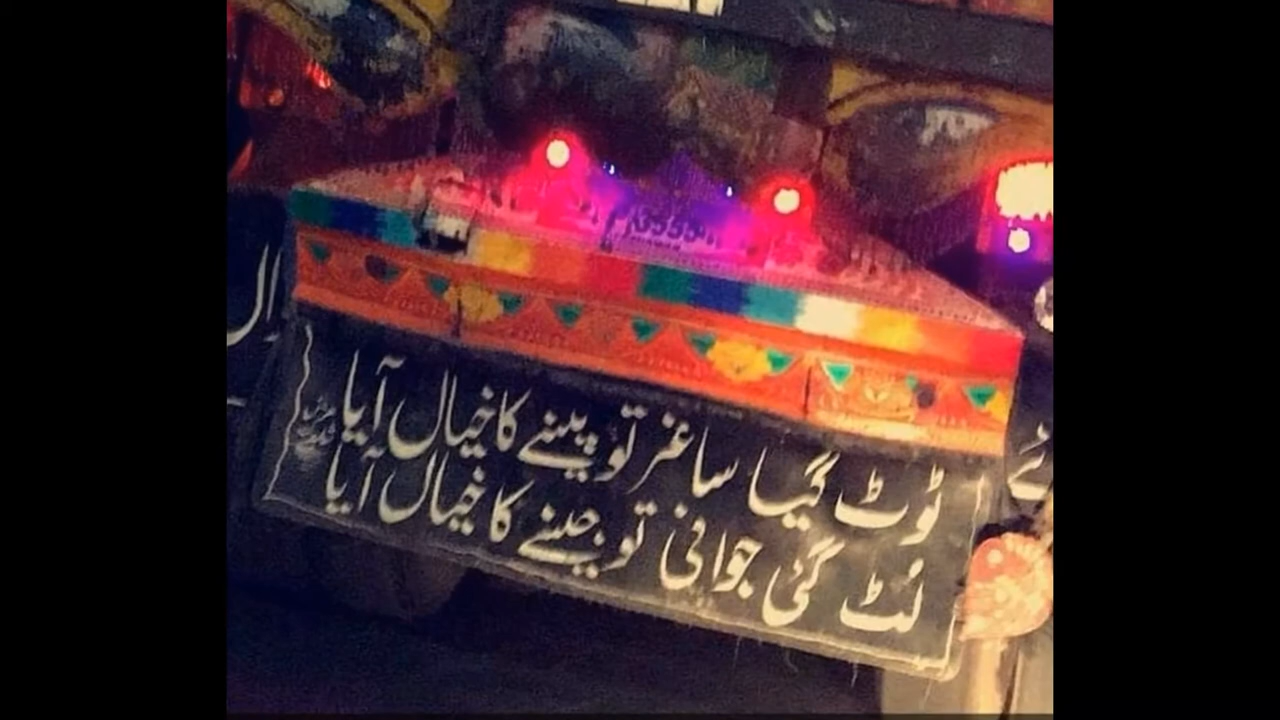 ٹوٹ گیا ساغر تو پینے کا خیال آیا
لٹ گئی جوانی تو جینے کا خیال آیا